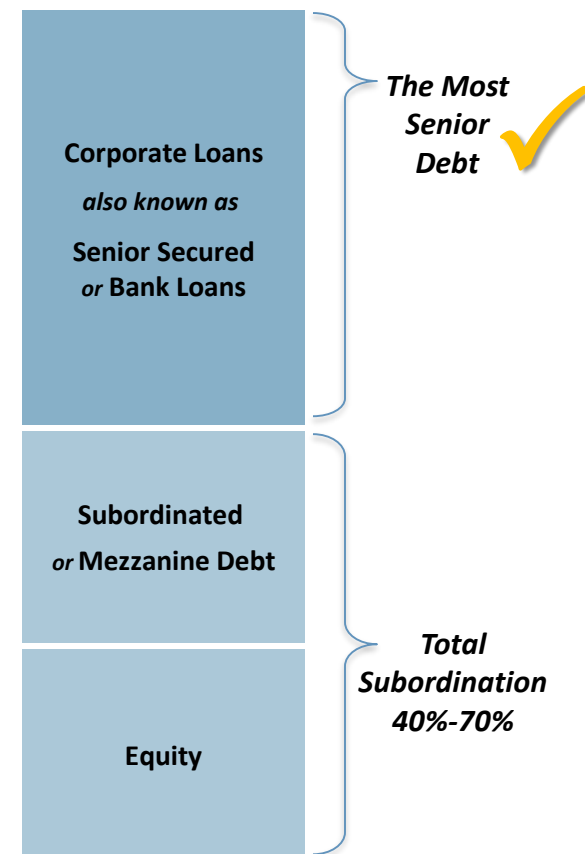 The Most
Senior
Debt
Corporate Loans
also known as
Senior Secured
or Bank Loans
Subordinated
or Mezzanine Debt
Total
Subordination
40%-70%
Equity